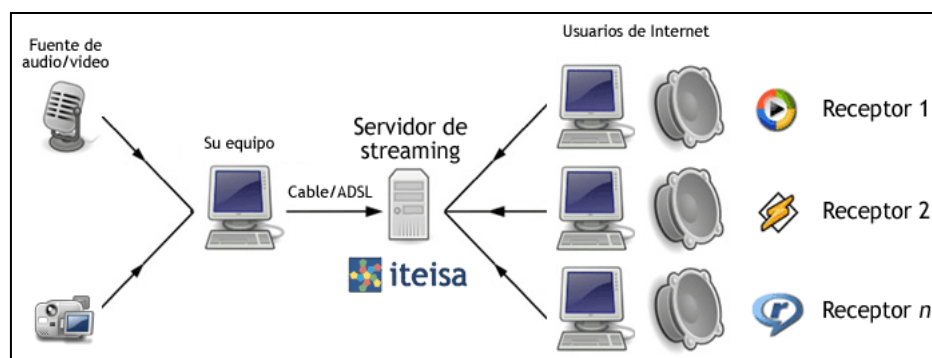 Fuente de
audio/video
Su equipo
Cable/ADSL
Servidor de
streaming
iteisa
Usuarios de Internet
Receptor 1
Receptor 2
Receptor n